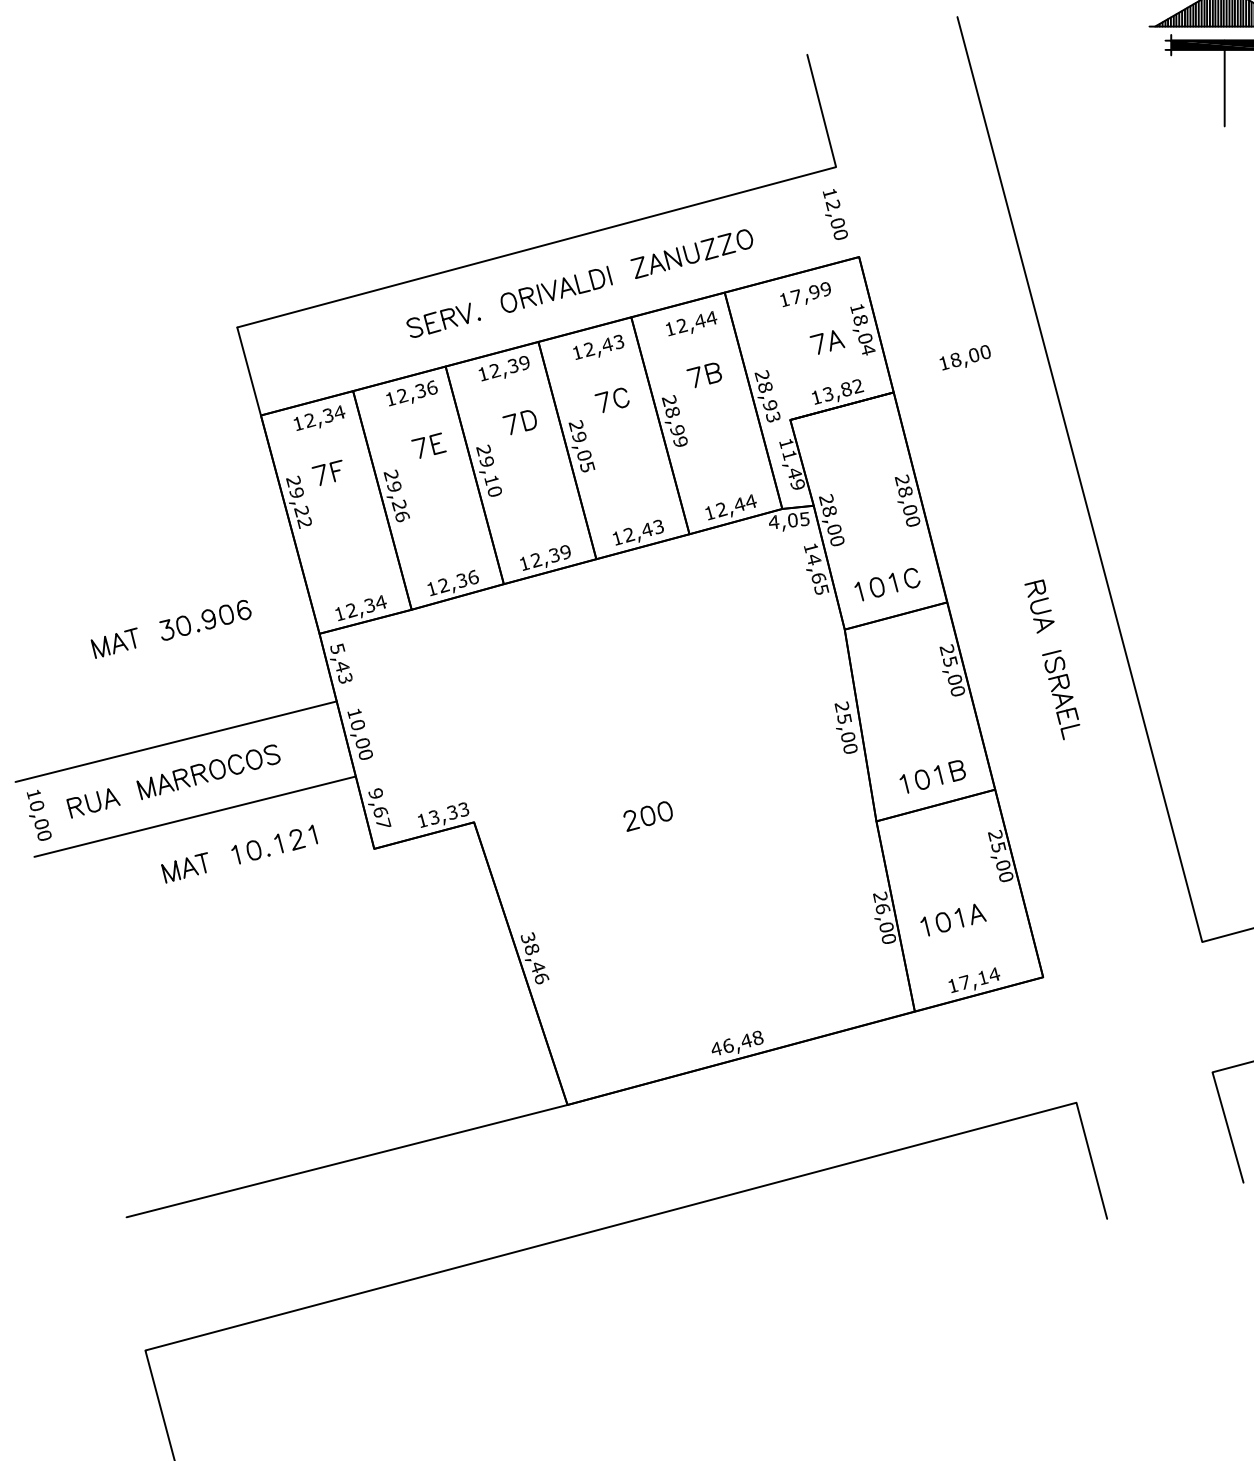 12,00
SERV. ORIVALDI ZANUZZO
17,99
18,04
7A
13,82
18,00
12,44
7B
28,93
11,49
12,43
7C
28,99
12,39
7D
29,05
12,36
7E
29,10
12,34
7F
29,26
29,22
12,34
12,36
12,39
12,43
12,44
4,05
28,00
28,00
14,65
101C
MAT 30.906
5,43
10,00
9,67
RUA MARROCOS
10,00
MAT 10.121
13,33
200
25,00
25,00
101B
RUA ISRAEL
25,00
26,00
101A
17,14
38,46
46,48